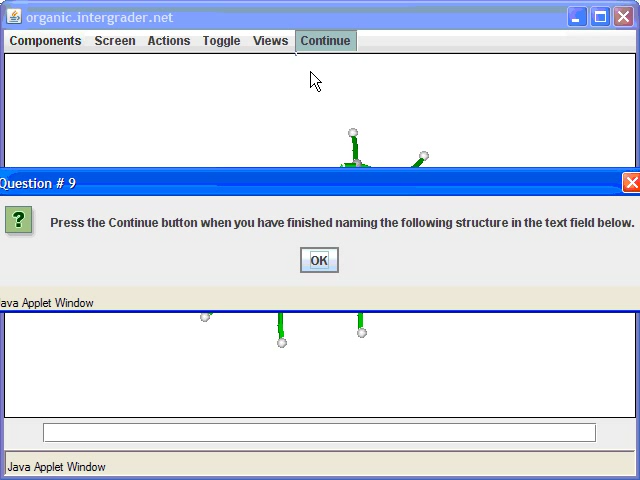 organic.intergrader.net
Components Screen Actions Toggle Views Continue
Question # 9
?
Press the Continue button when you have finished naming the following structure in the text field below.
OK
Java Applet Window
Java Applet Window